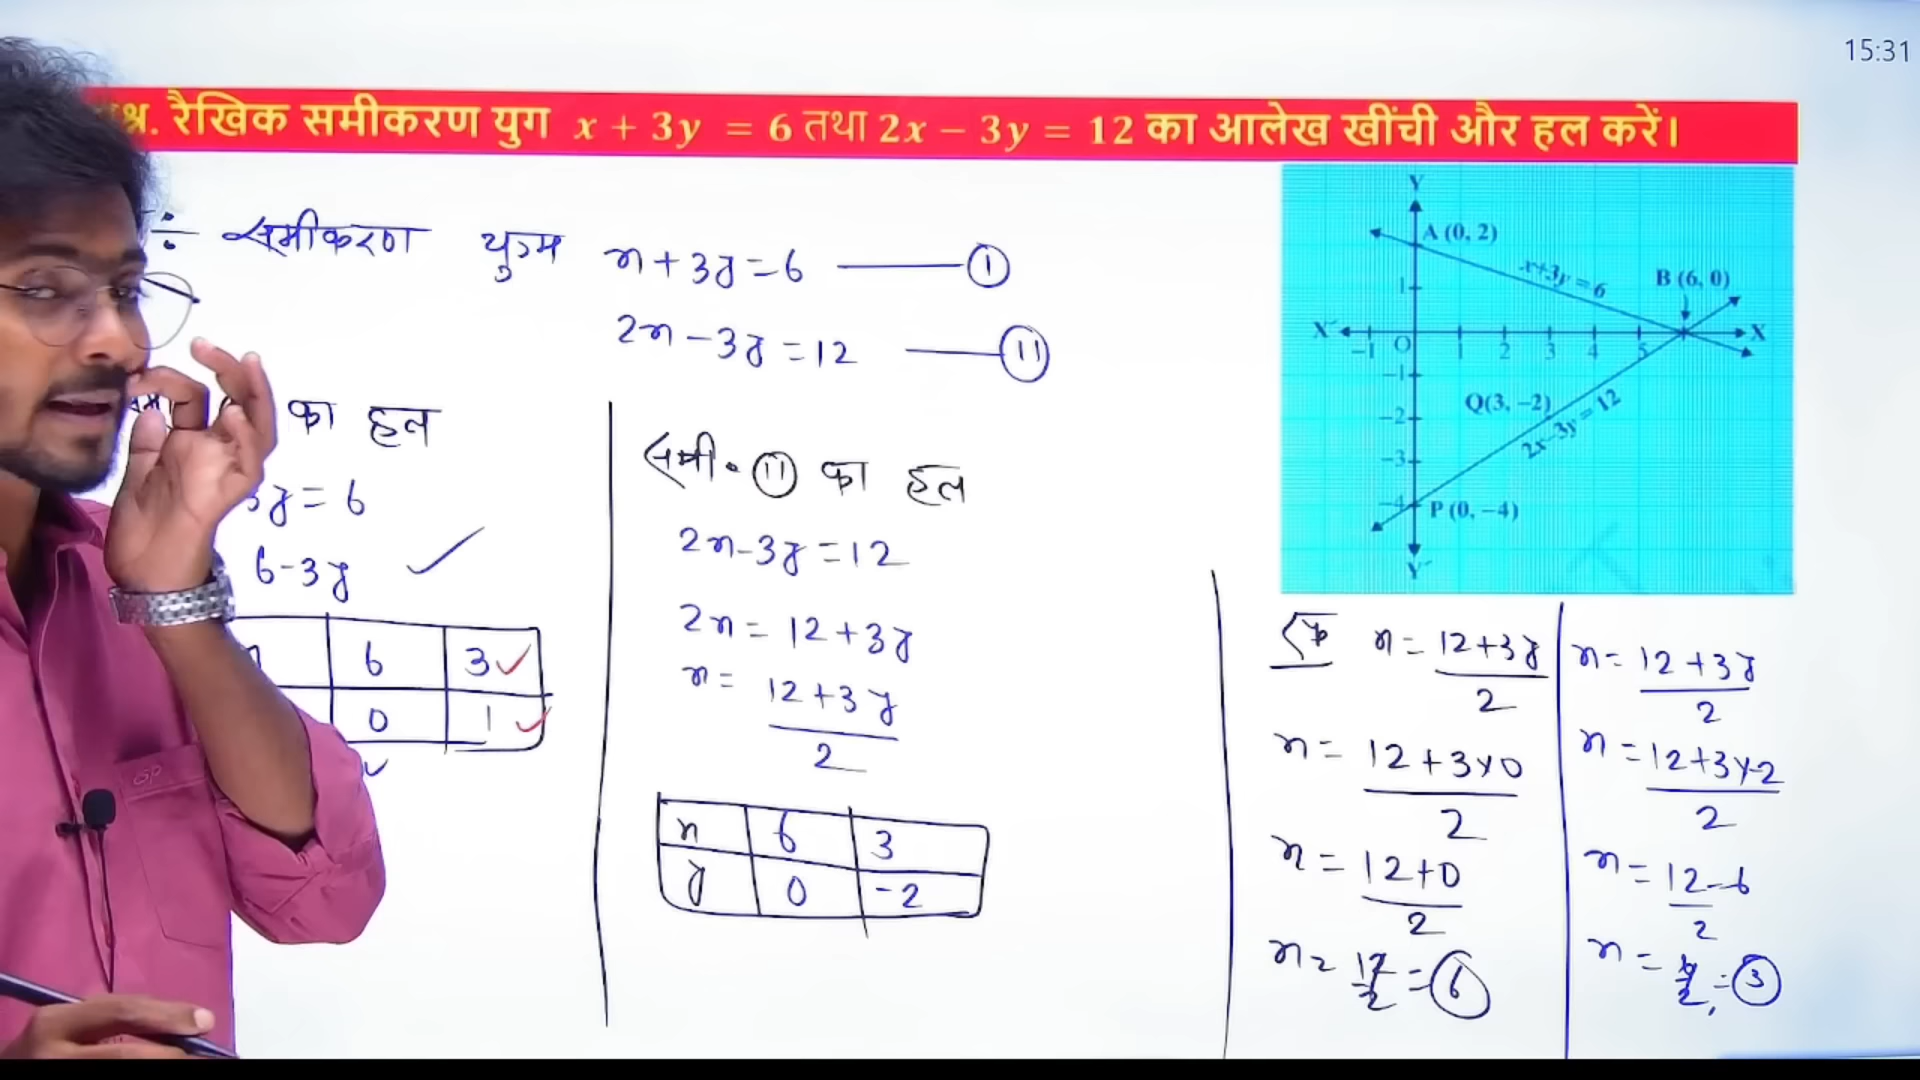 15:31
श्न. रैखिक समीकरण युग x + 3y = 6 तथा 2x − 3y = 12 का आलेख खींची और हल करें।
समीकरण युग्म x+3y=6 ①
2x-3y=12 ⑪
का हल
3y=6
6-3y ✓
6 3✓
0 1✓
समी. ⑪ का हल
2x-3y=12
2x=12+3y
x=12+3y/2
x 6 3
y 0 -2
Y
A (0, 2)
x+3y=6
B (6, 0)
1
X′ -1 O 1 2 3 4 5 X
-1
-2
Q(3, −2)
2x-3y=12
-3
-4
P (0, −4)
Y′
x=12+3y/2
x=12+3×0/2
x=12+0/2
x=12/2=⑥
x=12+3y/2
x=12+3×-2/2
x=12-6/2
x=6/2=③
SP